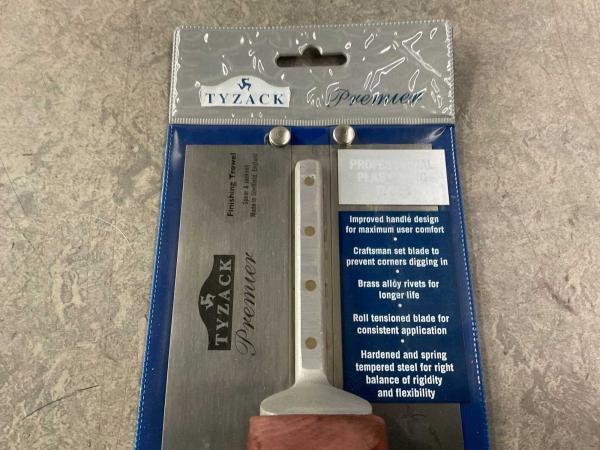 TYZACK
Premier
PROFESSIONAL
Improved handle design
for maximum user comfort
Craftsman set blade to
prevent corners digging in
Brass alloy rivets for
longer life
Roll tensioned blade for
consistent application
Hardened and spring
tempered steel for right
balance of rigidity
and flexibility
Finishing Trowel
Spear & Jackson
Made in Sheffield, England
TYZACK
Premier